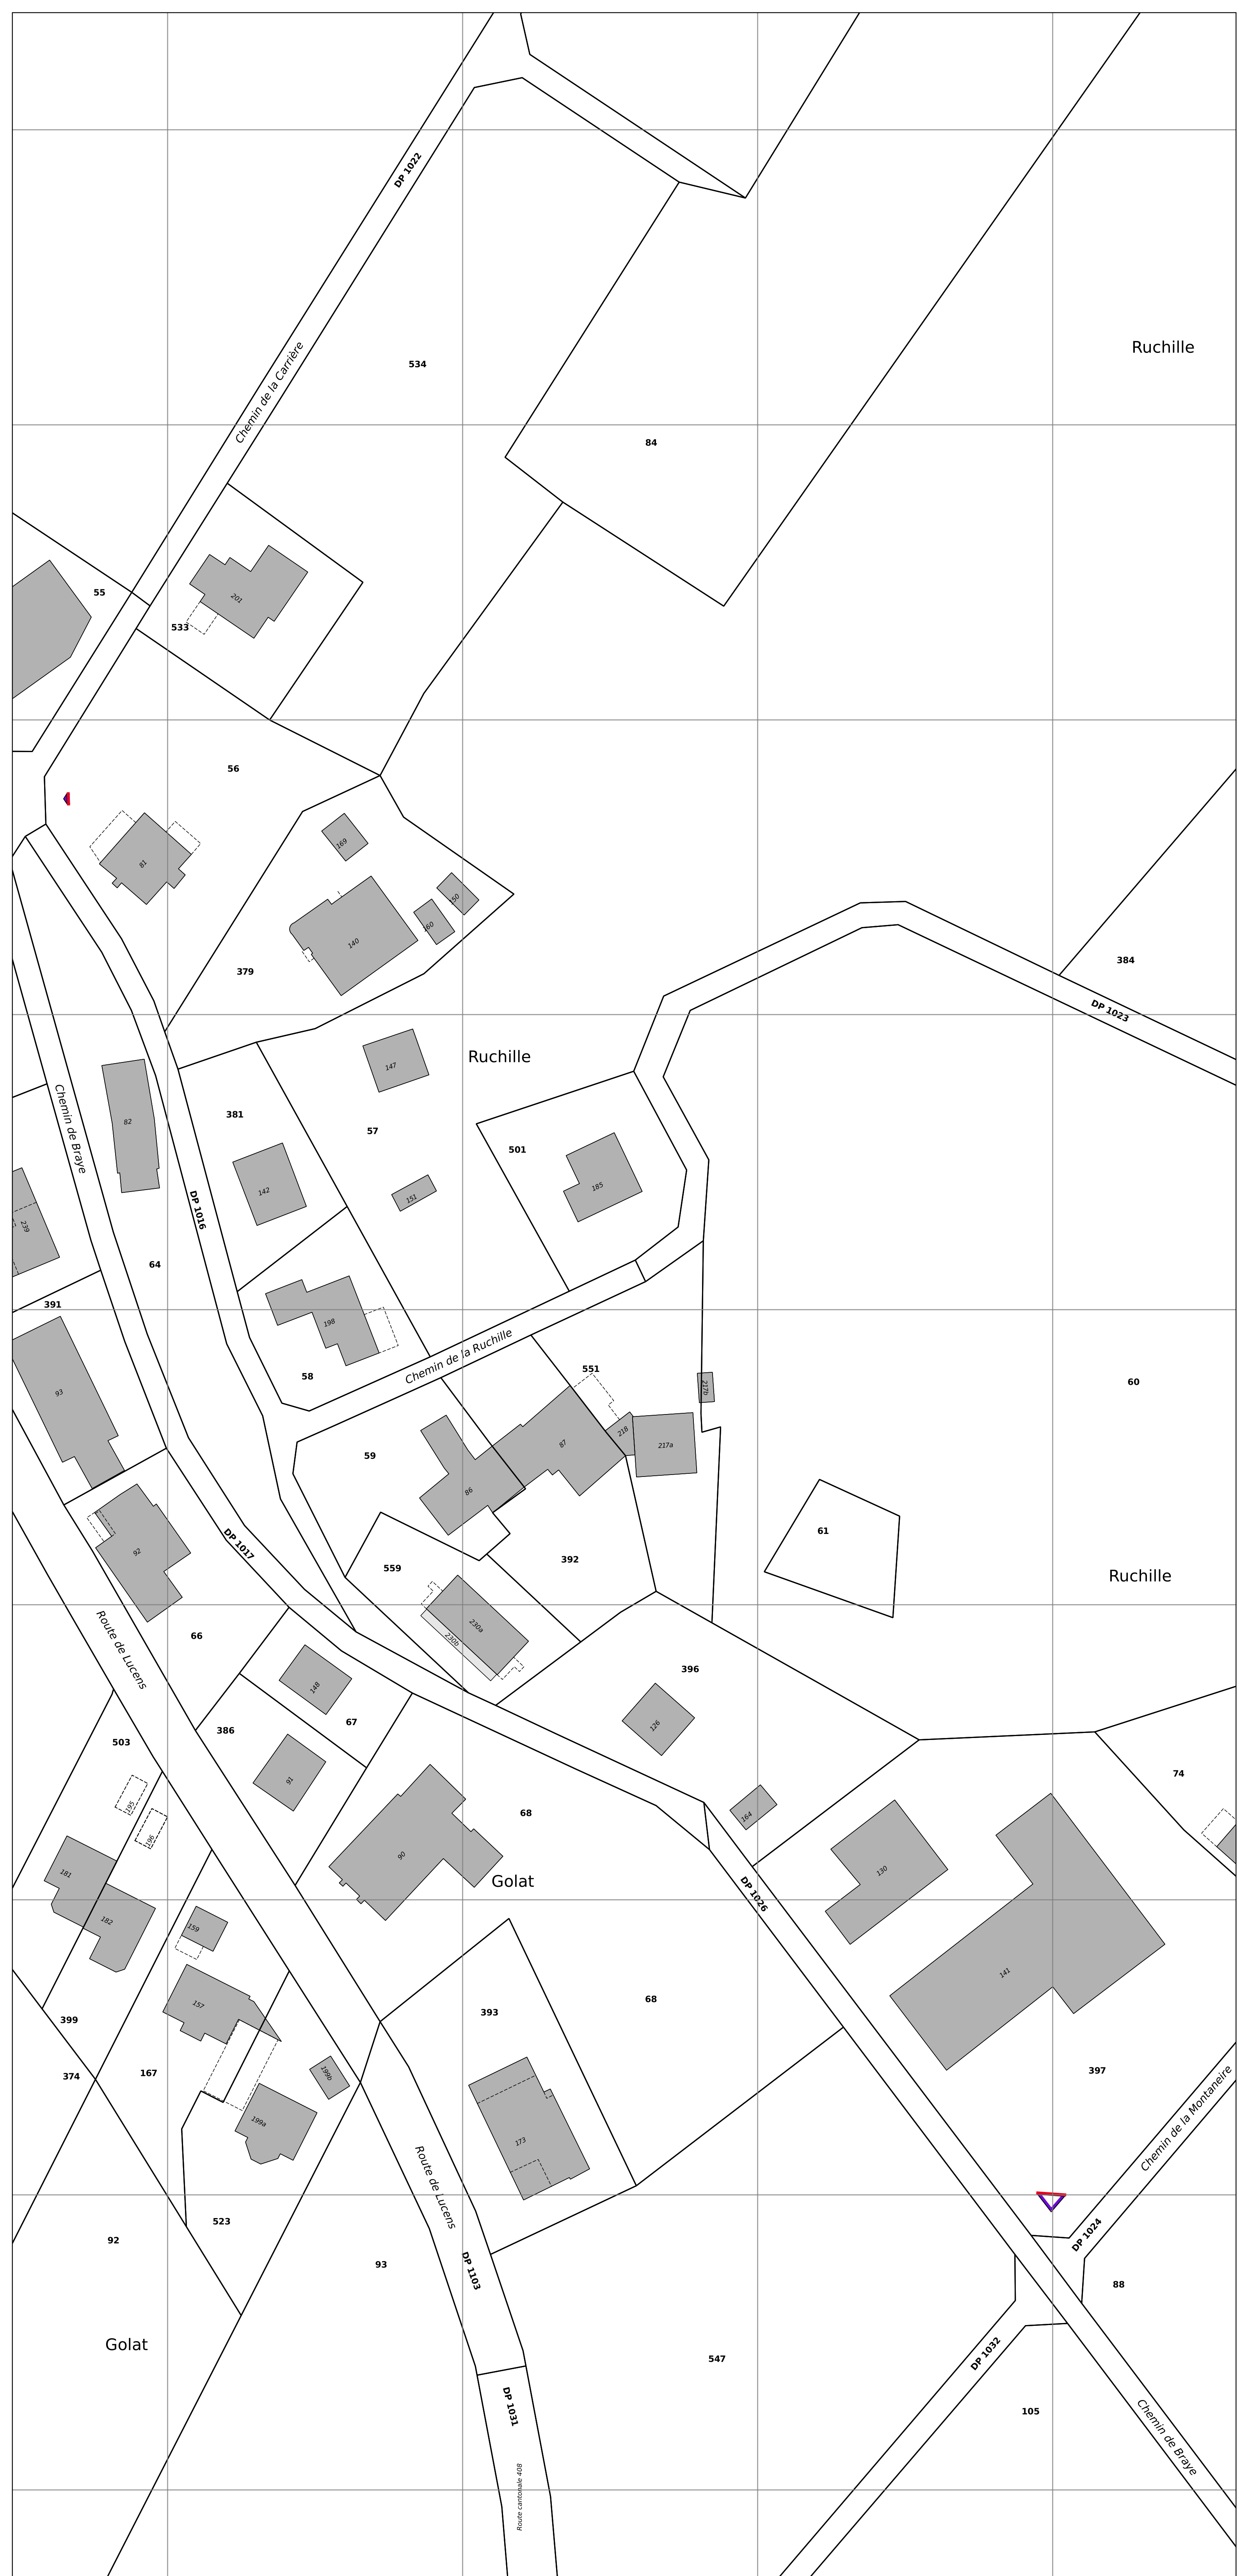 DP 1022
Ruchille
Chemin de la Carrière
534
84
55
201
533
56
81
169
150
160
140
379
384
DP 1023
147
Ruchille
Chemin de Braye
82
381
57
501
142
151
185
DP 1016
239
64
391
198
Chemin de la Ruchille
58
551
217b
60
93
87
218
217a
59
86
61
92
DP 1017
559
392
Ruchille
230a
230b
Route de Lucens
66
148
396
126
503
386
67
91
74
195
196
68
164
181
90
130
Golat
DP 1026
182
159
141
157
393
68
399
374
167
199b
397
Chemin de la Montaneire
199a
173
Route de Lucens
523
92
93
DP 1103
DP 1024
88
Golat
547
DP 1032
DP 1031
105
Chemin de Braye
Route cantonale 408